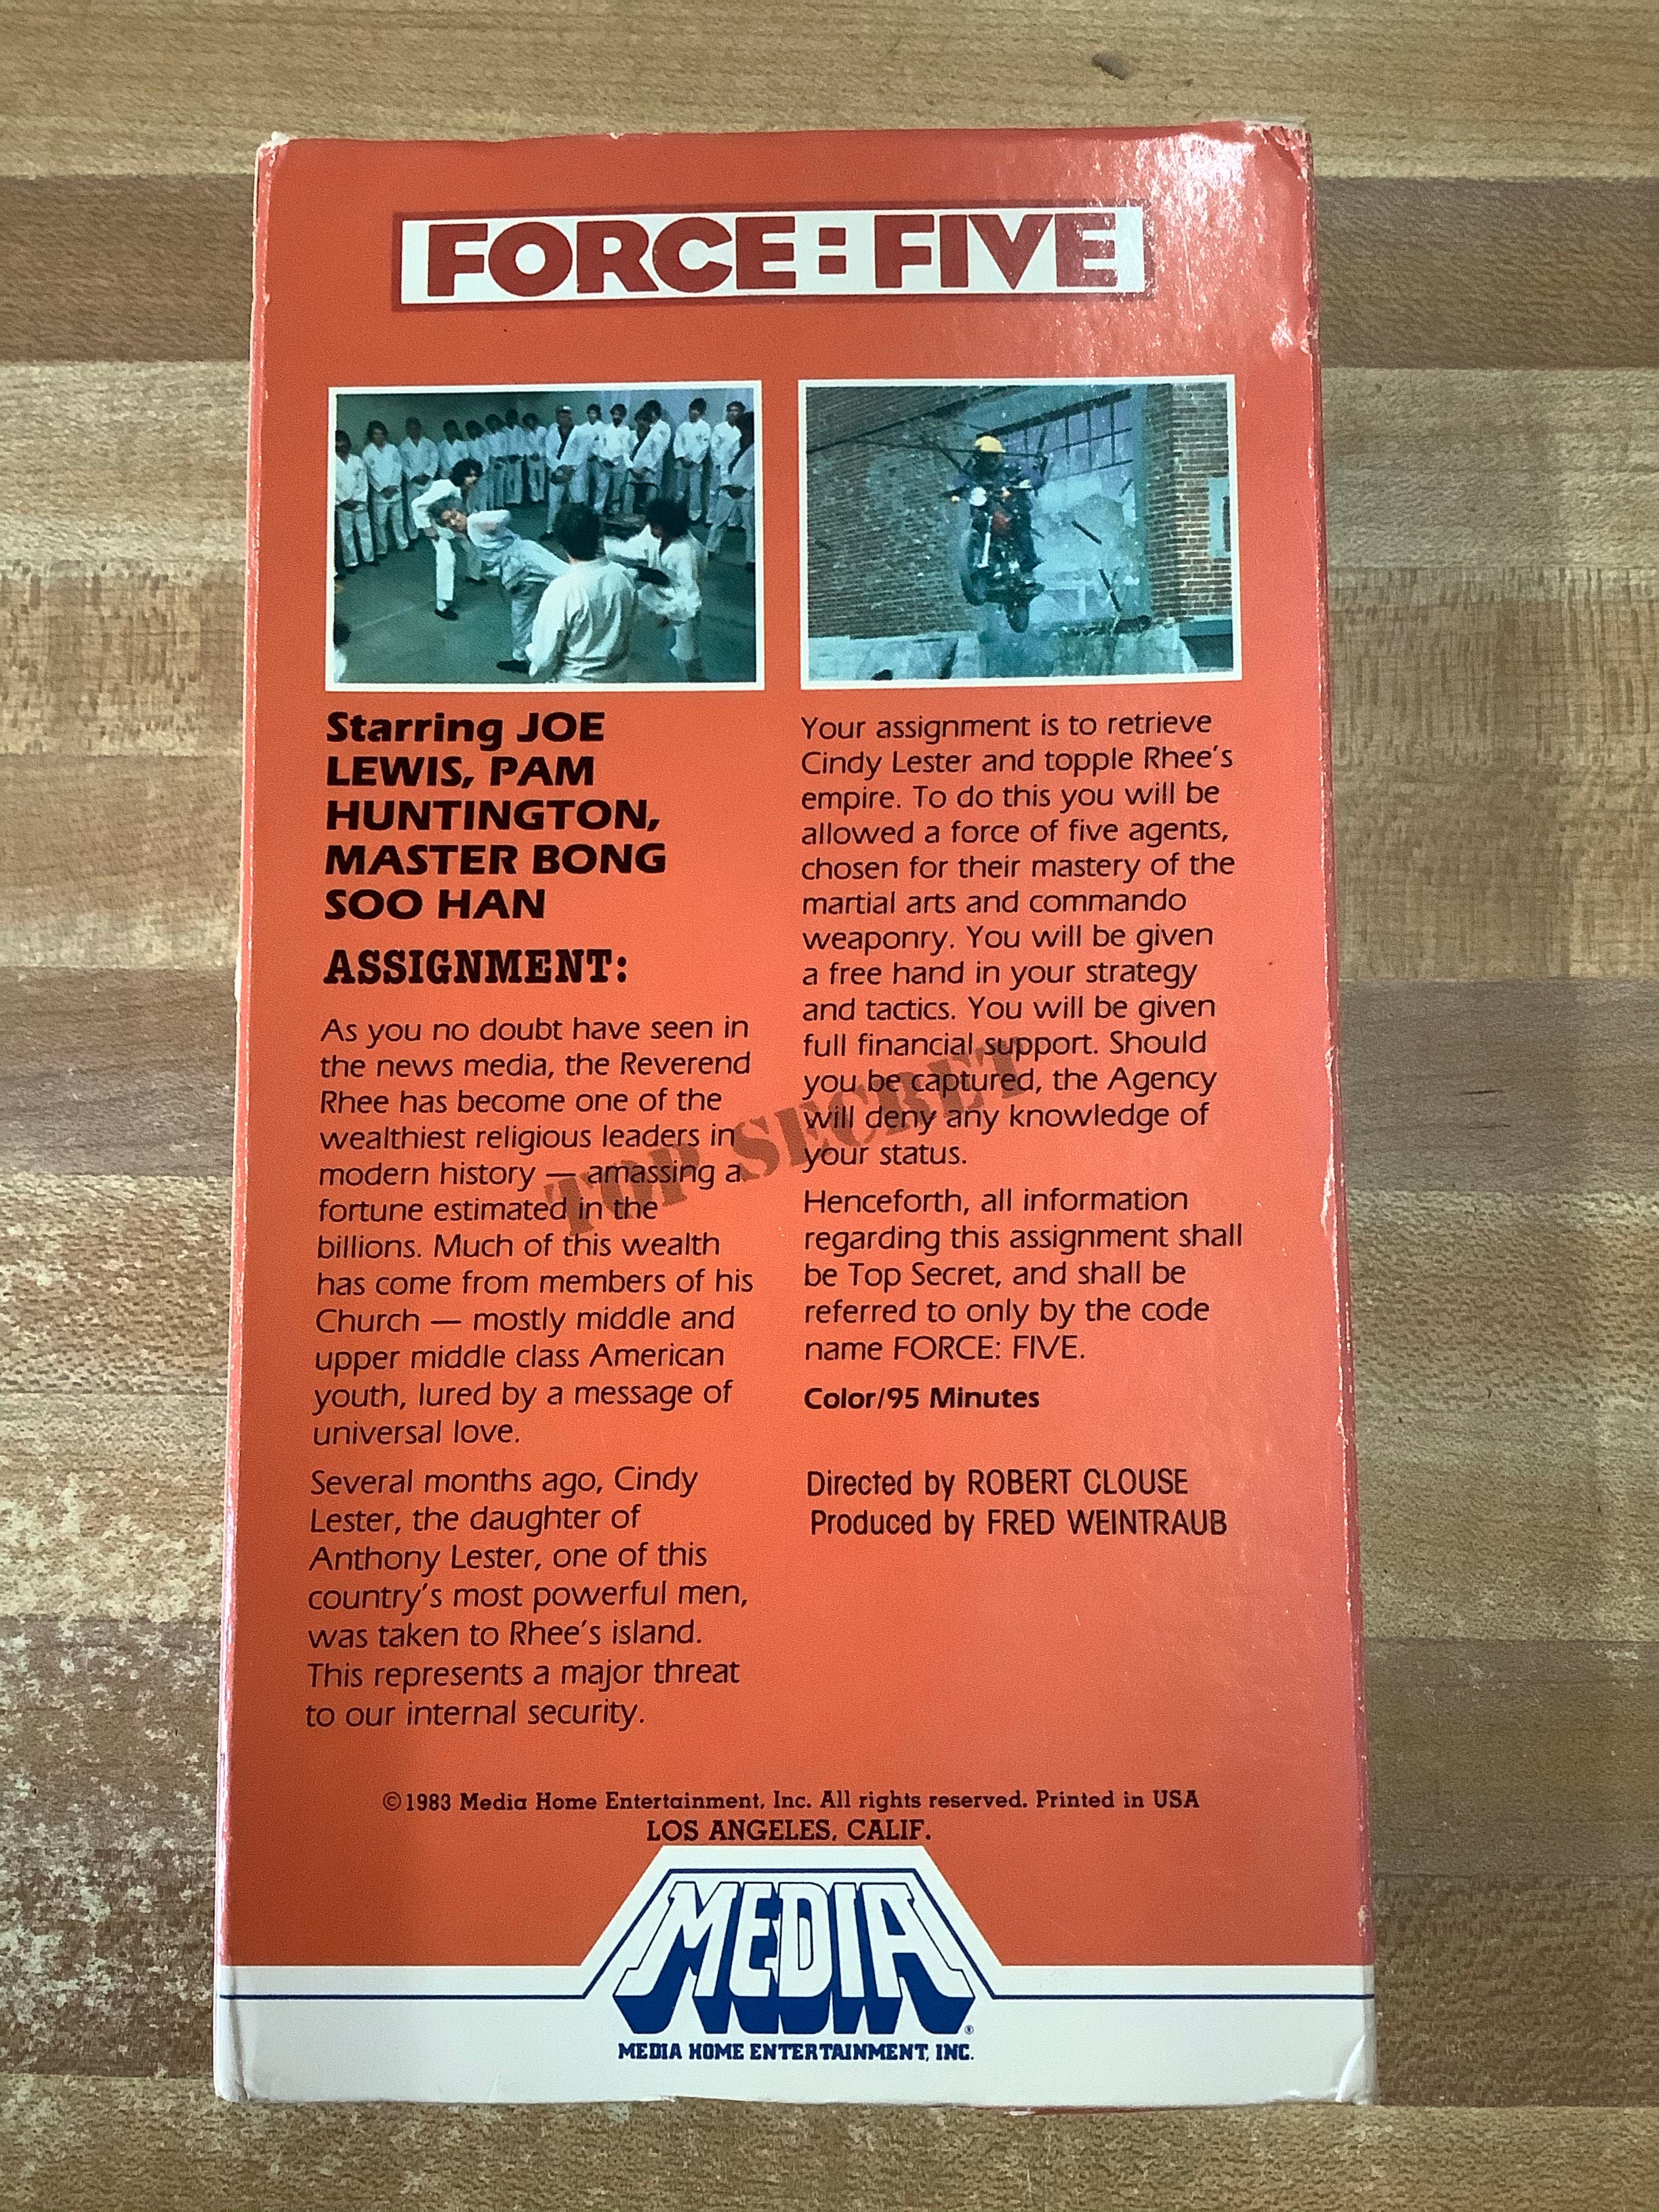 FORCE: FIVE
Starring JOE
LEWIS, PAM
HUNTINGTON,
MASTER BONG
SOO HAN
ASSIGNMENT:
As you no doubt have seen in
the news media, the Reverend
Rhee has become one of the
wealthiest religious leaders in
modern history — amassing a
fortune estimated in the
billions. Much of this wealth
has come from members of his
Church — mostly middle and
upper middle class American
youth, lured by a message of
universal love.
Several months ago, Cindy
Lester, the daughter of
Anthony Lester, one of this
country's most powerful men,
was taken to Rhee's island.
This represents a major threat
to our internal security.
Your assignment is to retrieve
Cindy Lester and topple Rhee's
empire. To do this you will be
allowed a force of five agents,
chosen for their mastery of the
martial arts and commando
weaponry. You will be given
a free hand in your strategy
and tactics. You will be given
full financial support. Should
you be captured, the Agency
will deny any knowledge of
your status.
Henceforth, all information
regarding this assignment shall
be Top Secret, and shall be
referred to only by the code
name FORCE: FIVE.
Color/95 Minutes
Directed by ROBERT CLOUSE
Produced by FRED WEINTRAUB
TOP SECRET
©1983 Media Home Entertainment, Inc. All rights reserved. Printed in USA
LOS ANGELES, CALIF.
MEDIA®
MEDIA HOME ENTERTAINMENT, INC.